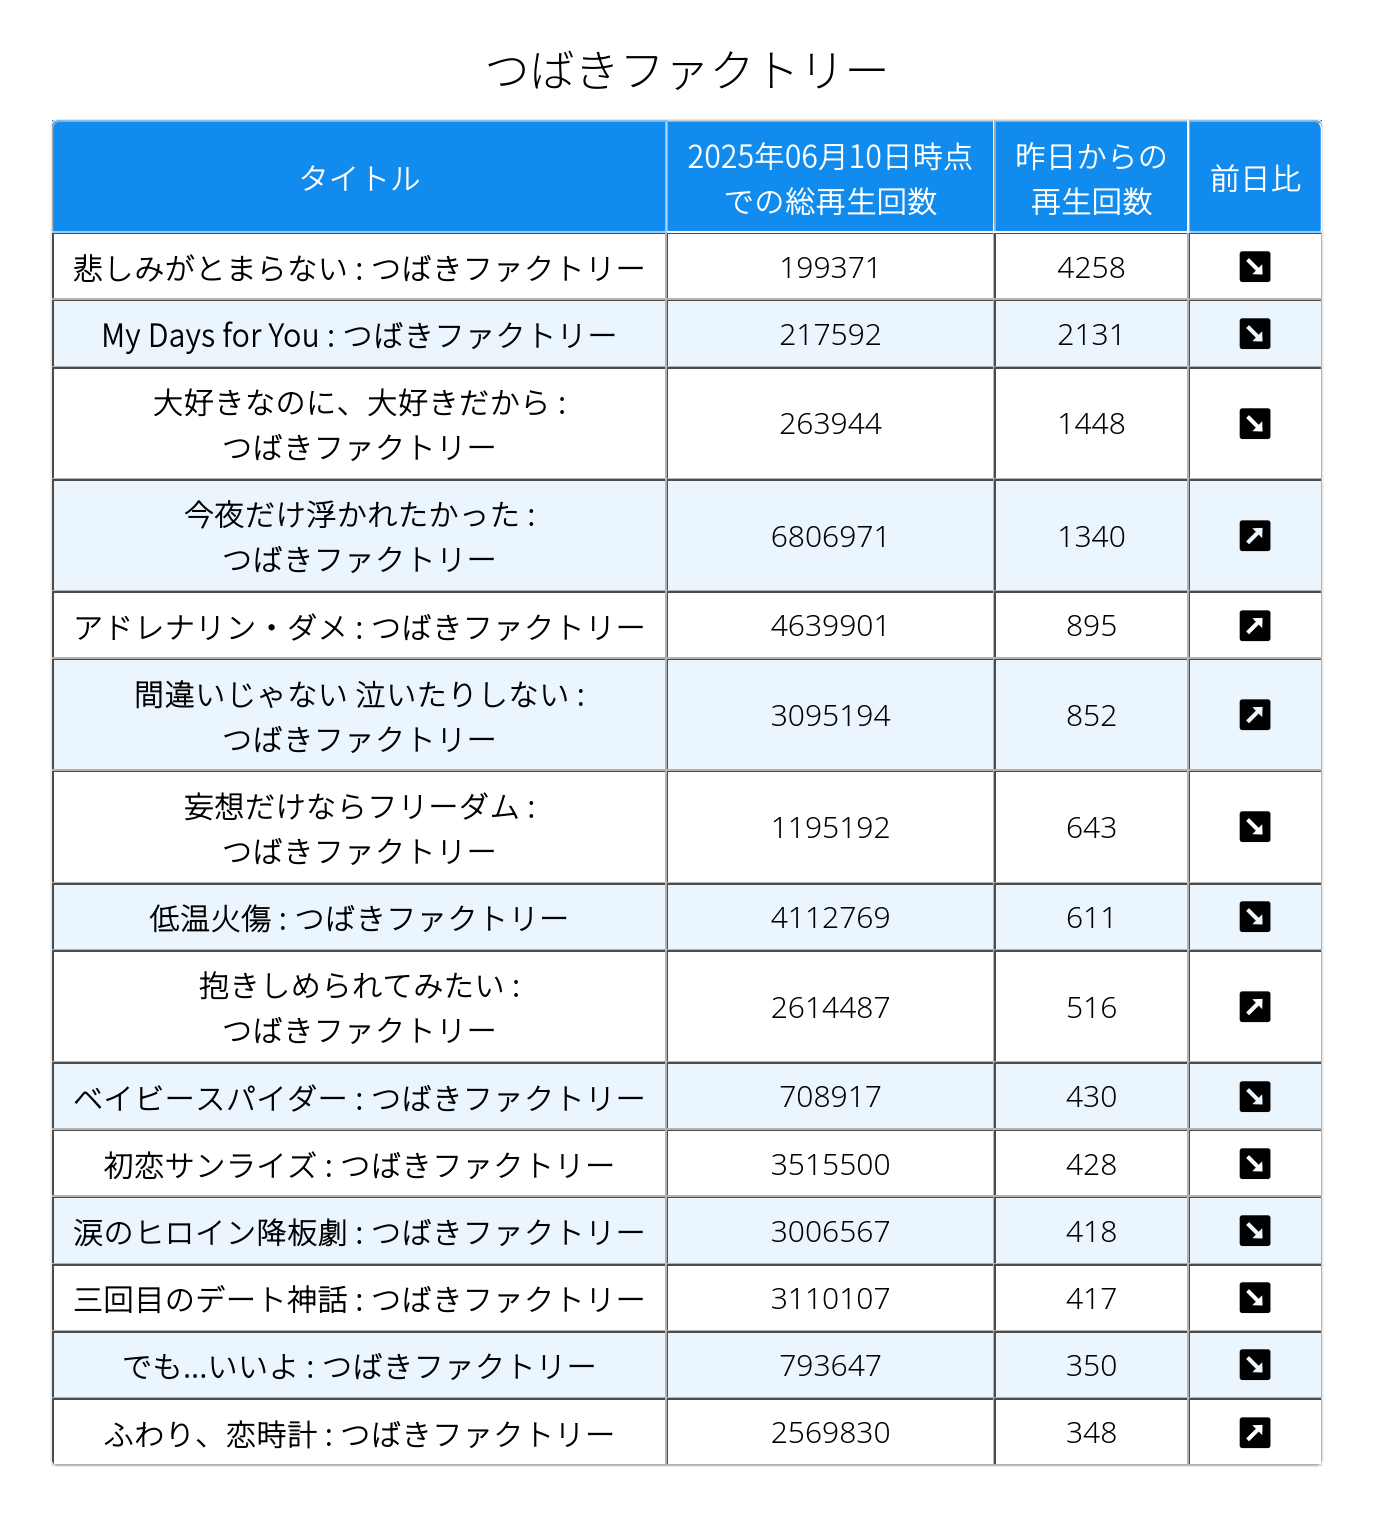 つばきファクトリー
タイトル
2025年06月10日時点
での総再生回数
昨日からの
再生回数
前日比
悲しみがとまらない : つばきファクトリー 199371 4258 ↘
My Days for You : つばきファクトリー 217592 2131 ↘
大好きなのに、大好きだから :
つばきファクトリー
263944 1448 ↘
今夜だけ浮かれたかった :
つばきファクトリー
6806971 1340 ↗
アドレナリン・ダメ : つばきファクトリー 4639901 895 ↗
間違いじゃない 泣いたりしない :
つばきファクトリー
3095194 852 ↗
妄想だけならフリーダム :
つばきファクトリー
1195192 643 ↘
低温火傷 : つばきファクトリー 4112769 611 ↘
抱きしめられてみたい :
つばきファクトリー
2614487 516 ↗
ベイビースパイダー : つばきファクトリー 708917 430 ↘
初恋サンライズ : つばきファクトリー 3515500 428 ↘
涙のヒロイン降板劇 : つばきファクトリー 3006567 418 ↘
三回目のデート神話 : つばきファクトリー 3110107 417 ↘
でも...いいよ : つばきファクトリー 793647 350 ↘
ふわり、恋時計 : つばきファクトリー 2569830 348 ↗